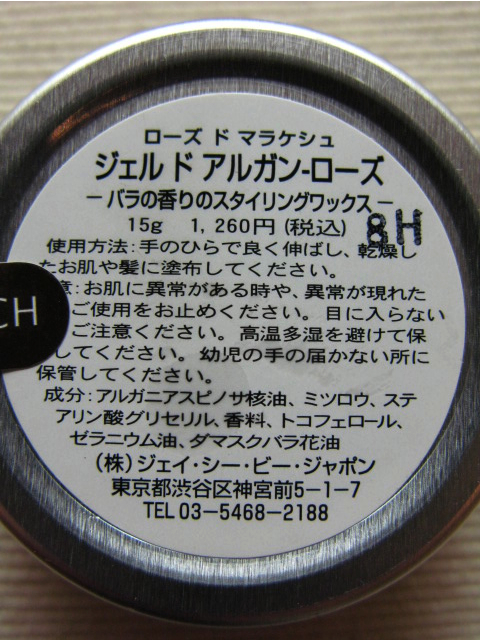 ローズ ド マラケシュ
ジェル ド アルガン-ローズ
－バラの香りのスタイリングワックス－
15g 1,260円(税込)
8H
使用方法:手のひらで良く伸ばし、乾燥し
たお肌や髪に塗布してください。
意:お肌に異常がある時や、異常が現れた
ご使用をお止めください。目に入らない
ご注意ください。高温多湿を避けて保
してください。幼児の手の届かない所に
保管してください。
CH
成分:アルガニアスピノサ核油、ミツロウ、ステ
アリン酸グリセリル、香料、トコフェロール、
ゼラニウム油、ダマスクバラ花油
(株)ジェイ・シー・ビー・ジャポン
東京都渋谷区神宮前5-1-7
TEL 03-5468-2188